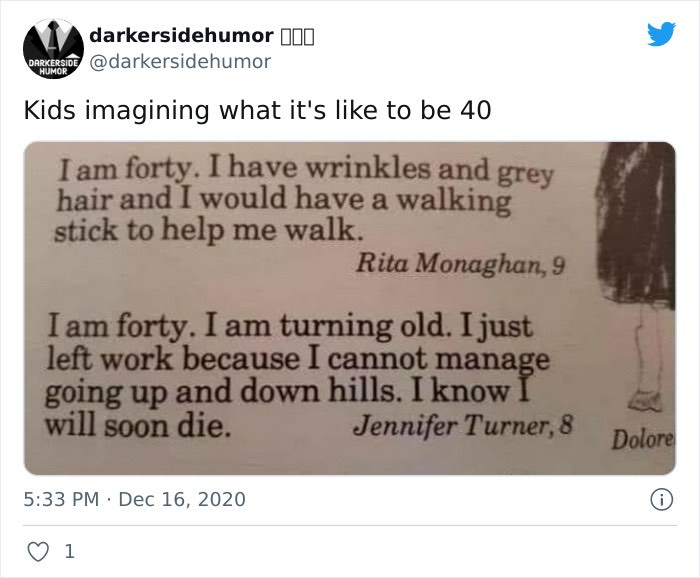 darkersidehumor
@darkersidehumor
DARKERSIDE
HUMOR
Kids imagining what it's like to be 40
I am forty. I have wrinkles and grey
hair and I would have a walking
stick to help me walk.
Rita Monaghan, 9
I am forty. I am turning old. I just
left work because I cannot manage
going up and down hills. I know I
will soon die.
Jennifer Turner, 8
Dolore
5:33 PM · Dec 16, 2020
1